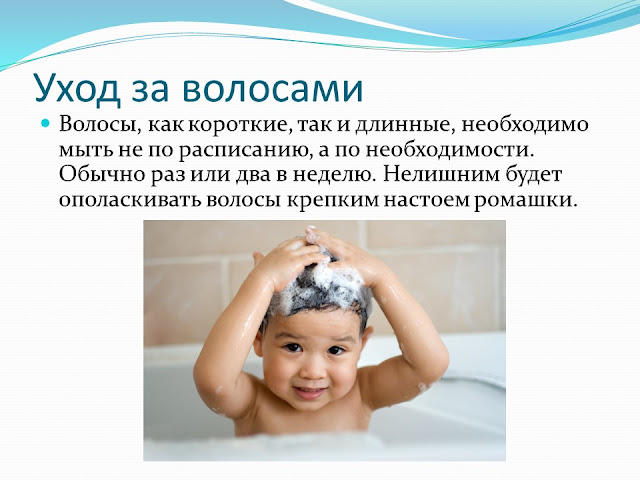 Уход за волосами
Волосы, как короткие, так и длинные, необходимо
мыть не по расписанию, а по необходимости.
Обычно раз или два в неделю. Нелишним будет
ополаскивать волосы крепким настоем ромашки.